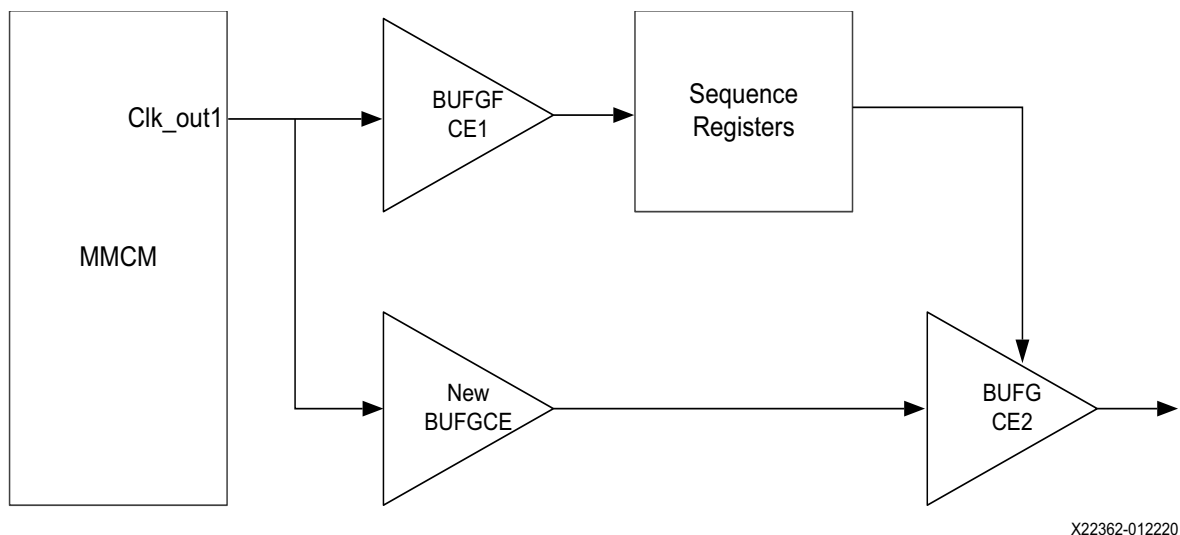 Clk_out1
MMCM
BUFGF
CE1
Sequence
Registers
New
BUFGCE
BUFG
CE2
X22362-012220